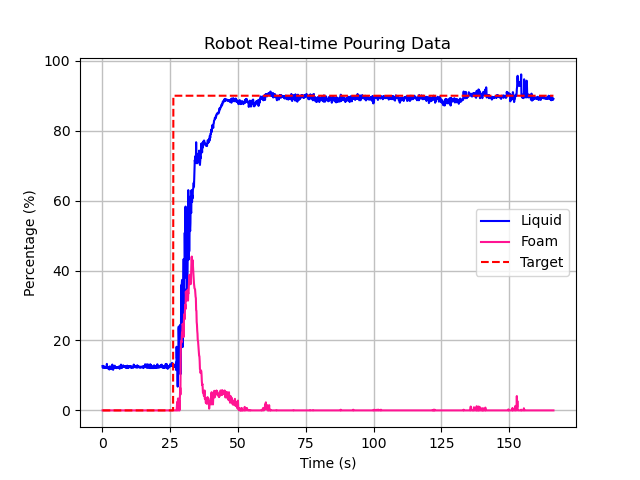 Robot Real-time Pouring Data
100
80
60
40
20
0
Percentage (%)
Liquid
Foam
Target
0 25 50 75 100 125 150
Time (s)